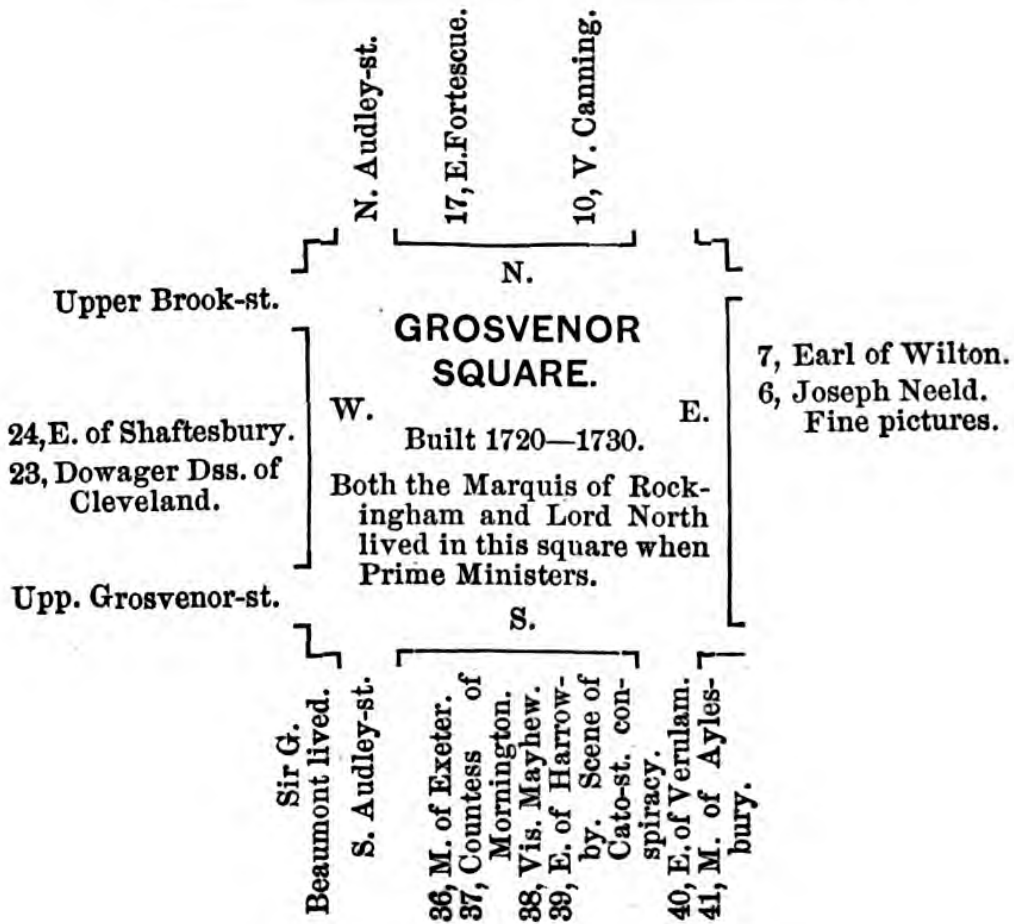 N. Audley-st.
17, E. Fortescue.
10, V. Canning.
N.
Upper Brook-st.
GROSVENOR
SQUARE.
W.
E.
Built 1720—1730.
Both the Marquis of Rock-
ingham and Lord North
lived in this square when
Prime Ministers.
S.
24, E. of Shaftesbury.
23, Dowager Dss. of
Cleveland.
Upp. Grosvenor-st.
7, Earl of Wilton.
6, Joseph Neeld.
Fine pictures.
Sir G.
Beaumont lived.
S. Audley-st.
36, M. of Exeter.
37, Countess of
Mornington.
38, Vis. Mayhew.
39, E. of Harrow-
by. Scene of
Cato-st. con-
spiracy.
40, E. of Verulam.
41, M. of Ayles-
bury.